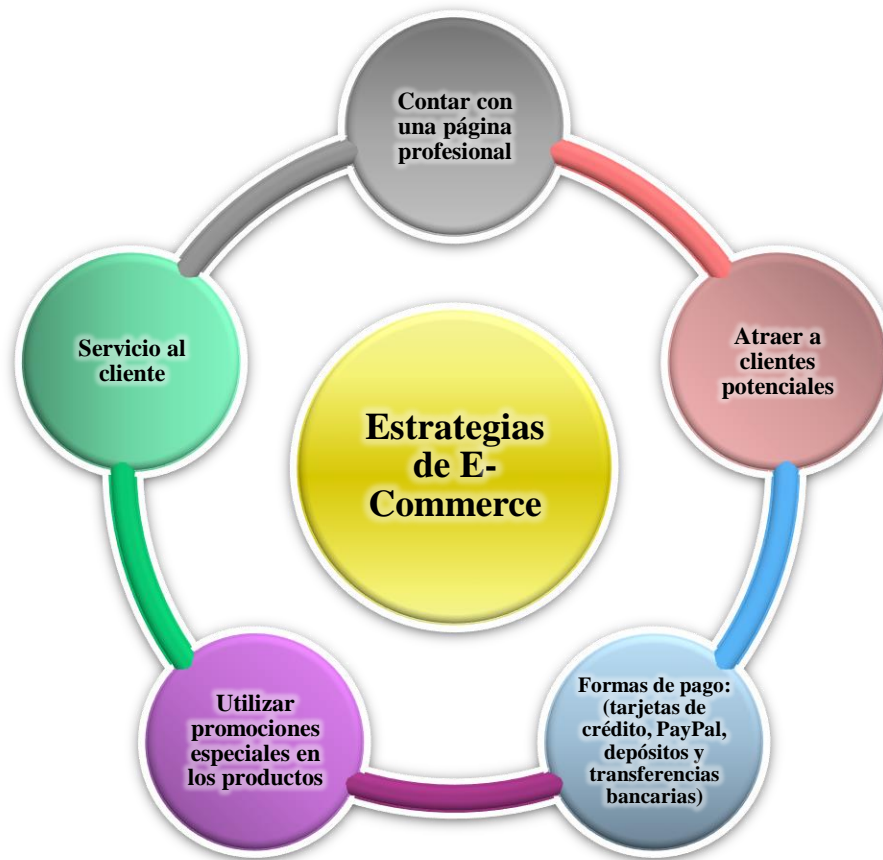 Contar con
una página
profesional
Atraer a
clientes
potenciales
Formas de pago:
(tarjetas de
crédito, PayPal,
depósitos y
transferencias
bancarias)
Utilizar
promociones
especiales en
los productos
Servicio al
cliente
Estrategias
de E-
Commerce